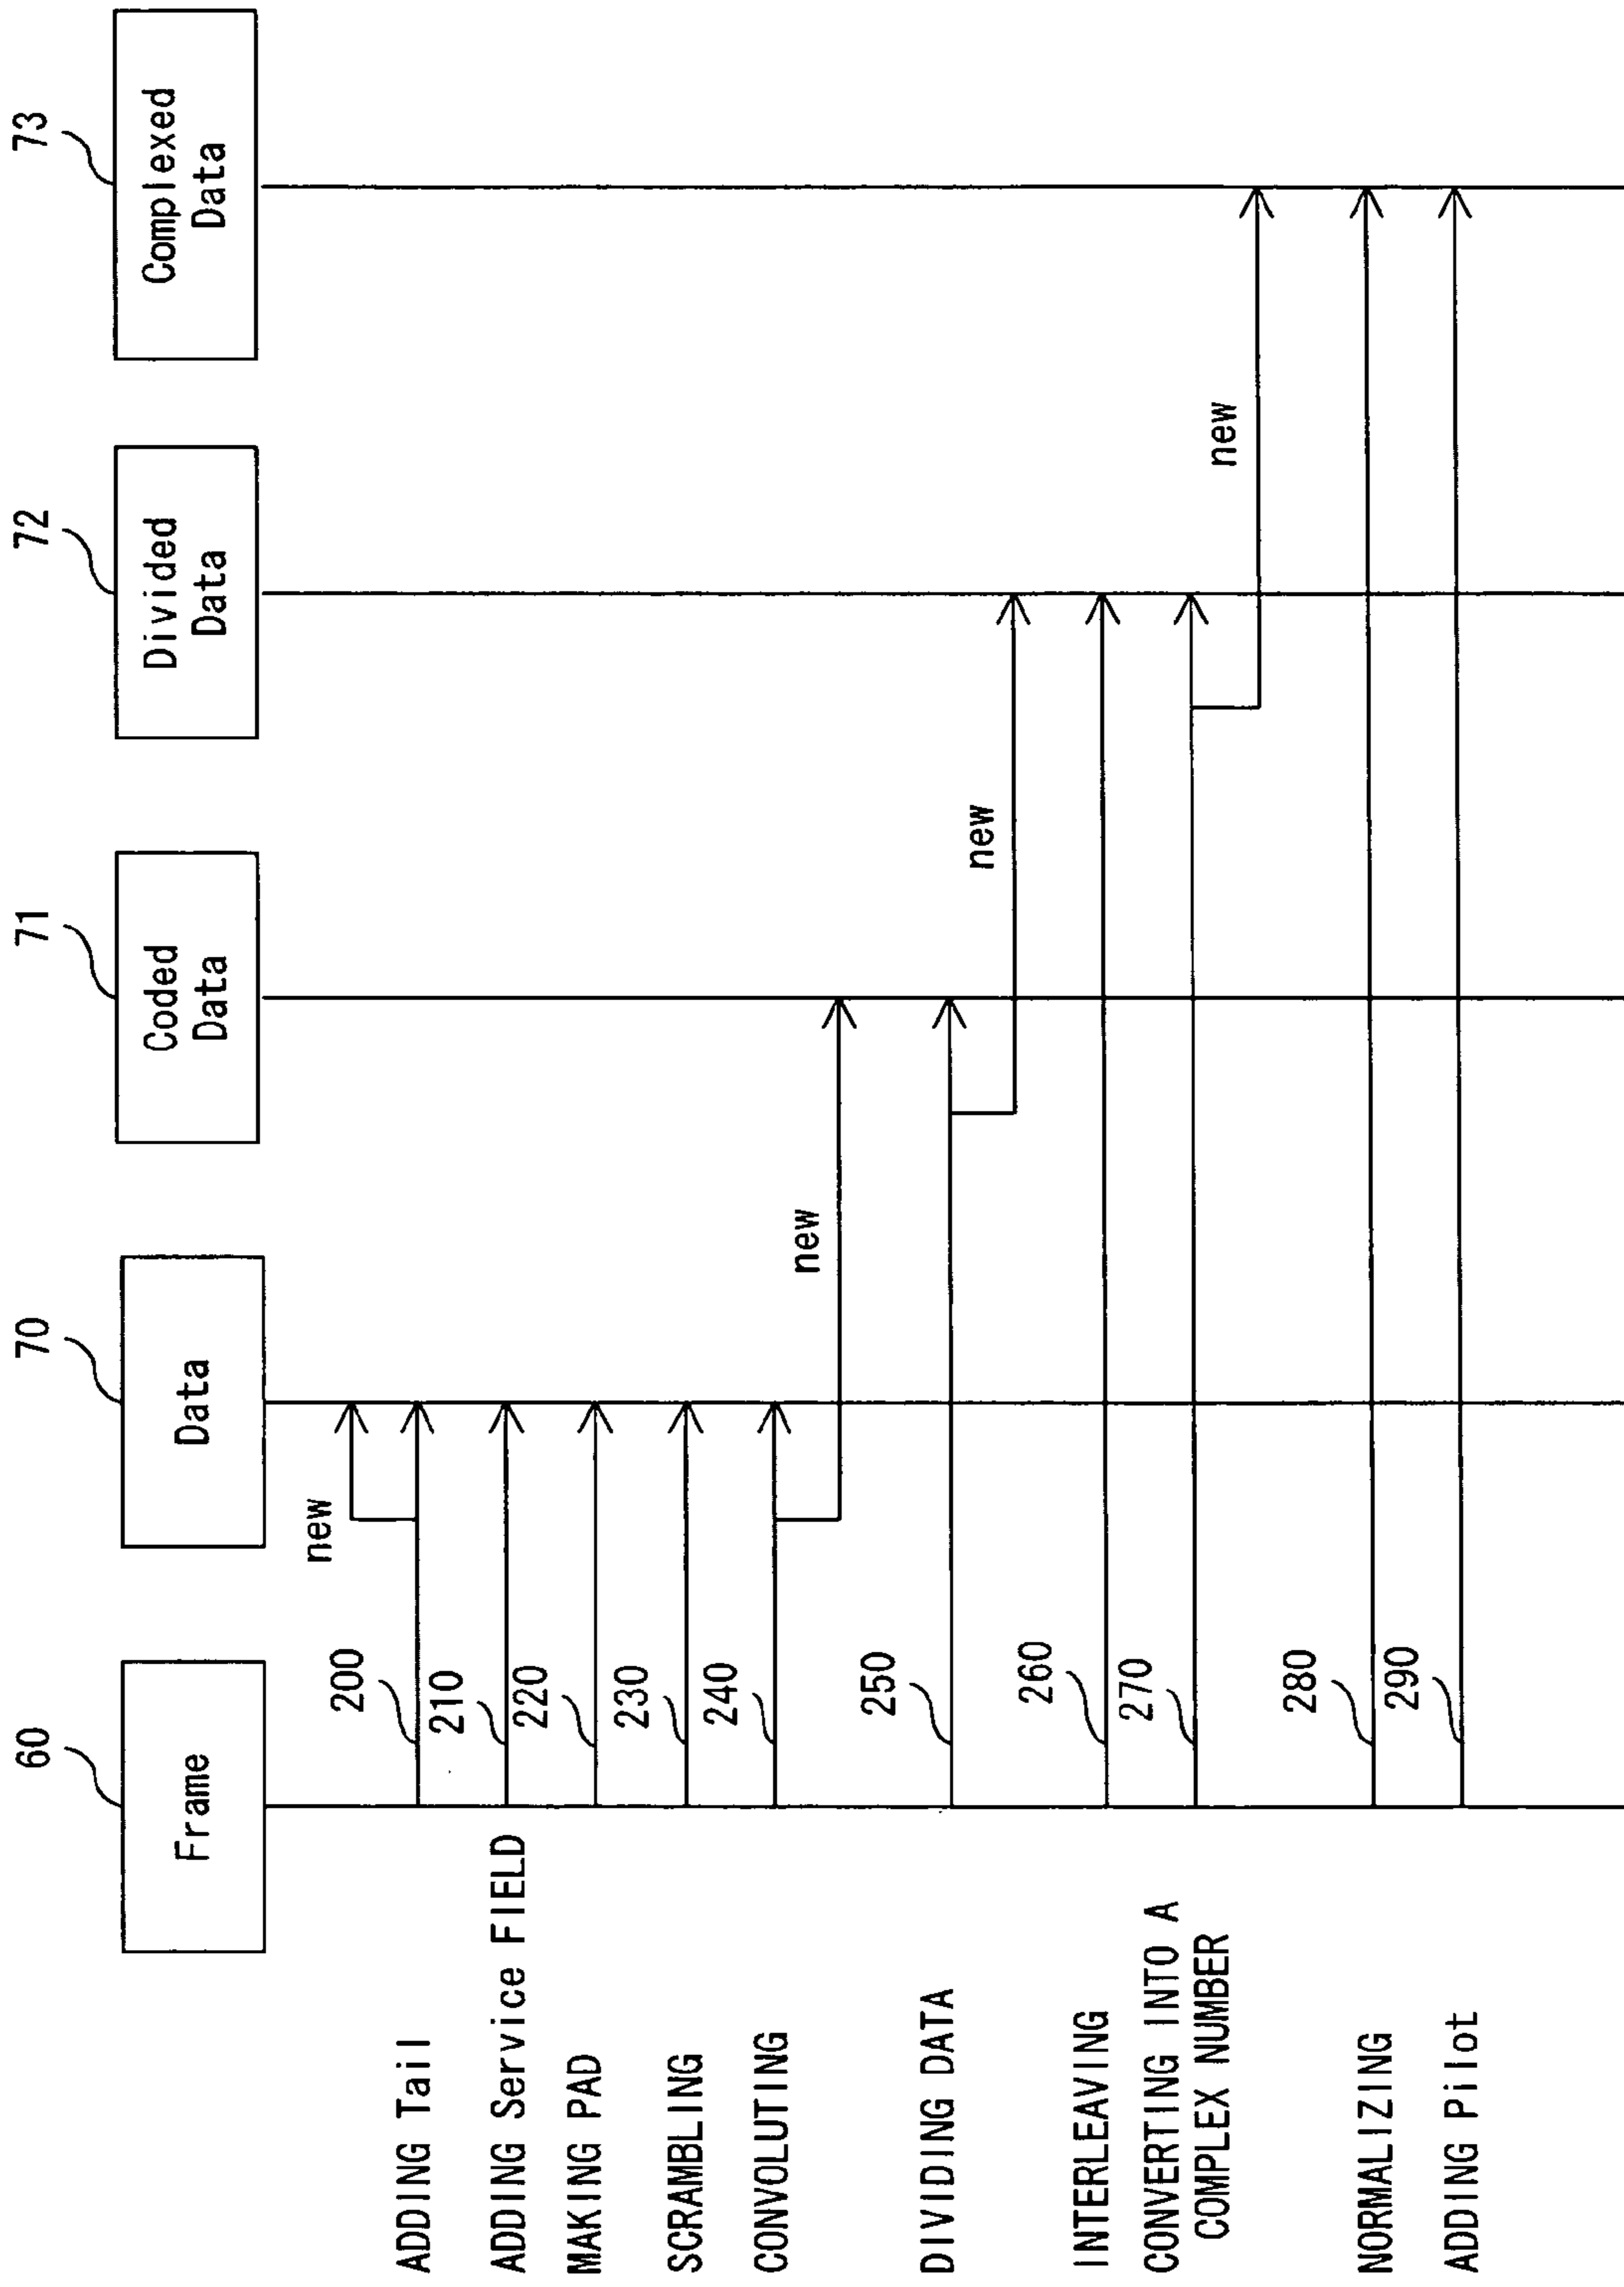 60
Frame
70
Data
71
Coded
Data
72
Divided
Data
73
Complexed
Data
new
ADDING Tail
200
ADDING Service FIELD
210
MAKING PAD
220
SCRAMBLING
230
CONVOLUTING
240
new
DIVIDING DATA
250
new
INTERLEAVING
260
CONVERTING INTO A
COMPLEX NUMBER
270
new
NORMALIZING
280
ADDING Pilot
290